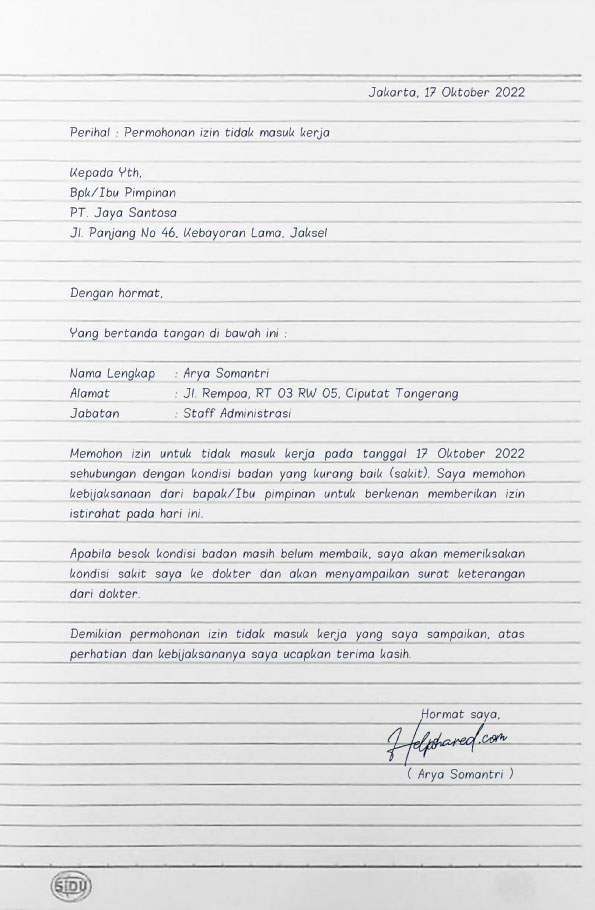 Jakarta, 17 Oktober 2022
Perihal : Permohonan izin tidak masuk kerja
Kepada Yth,
Bpk/Ibu Pimpinan
PT. Jaya Santosa
Jl. Panjang No 46, Kebayoran Lama, Jaksel
Dengan hormat,
Yang bertanda tangan di bawah ini :
Nama Lengkap : Arya Somantri
Alamat : Jl. Rempoa, RT 03 RW 05, Ciputat Tangerang
Jabatan : Staff Administrasi
Memohon izin untuk tidak masuk kerja pada tanggal 17 Oktober 2022
sehubungan dengan kondisi badan yang kurang baik (sakit). Saya memohon
kebijaksanaan dari bapak/Ibu pimpinan untuk berkenan memberikan izin
istirahat pada hari ini.
Apabila besok kondisi badan masih belum membaik, saya akan memeriksakan
kondisi sakit saya ke dokter dan akan menyampaikan surat keterangan
dari dokter.
Demikian permohonan izin tidak masuk kerja yang saya sampaikan, atas
perhatian dan kebijaksananya saya ucapkan terima kasih.
Hormat saya,
Helpshared.com
( Arya Somantri )
SIDU